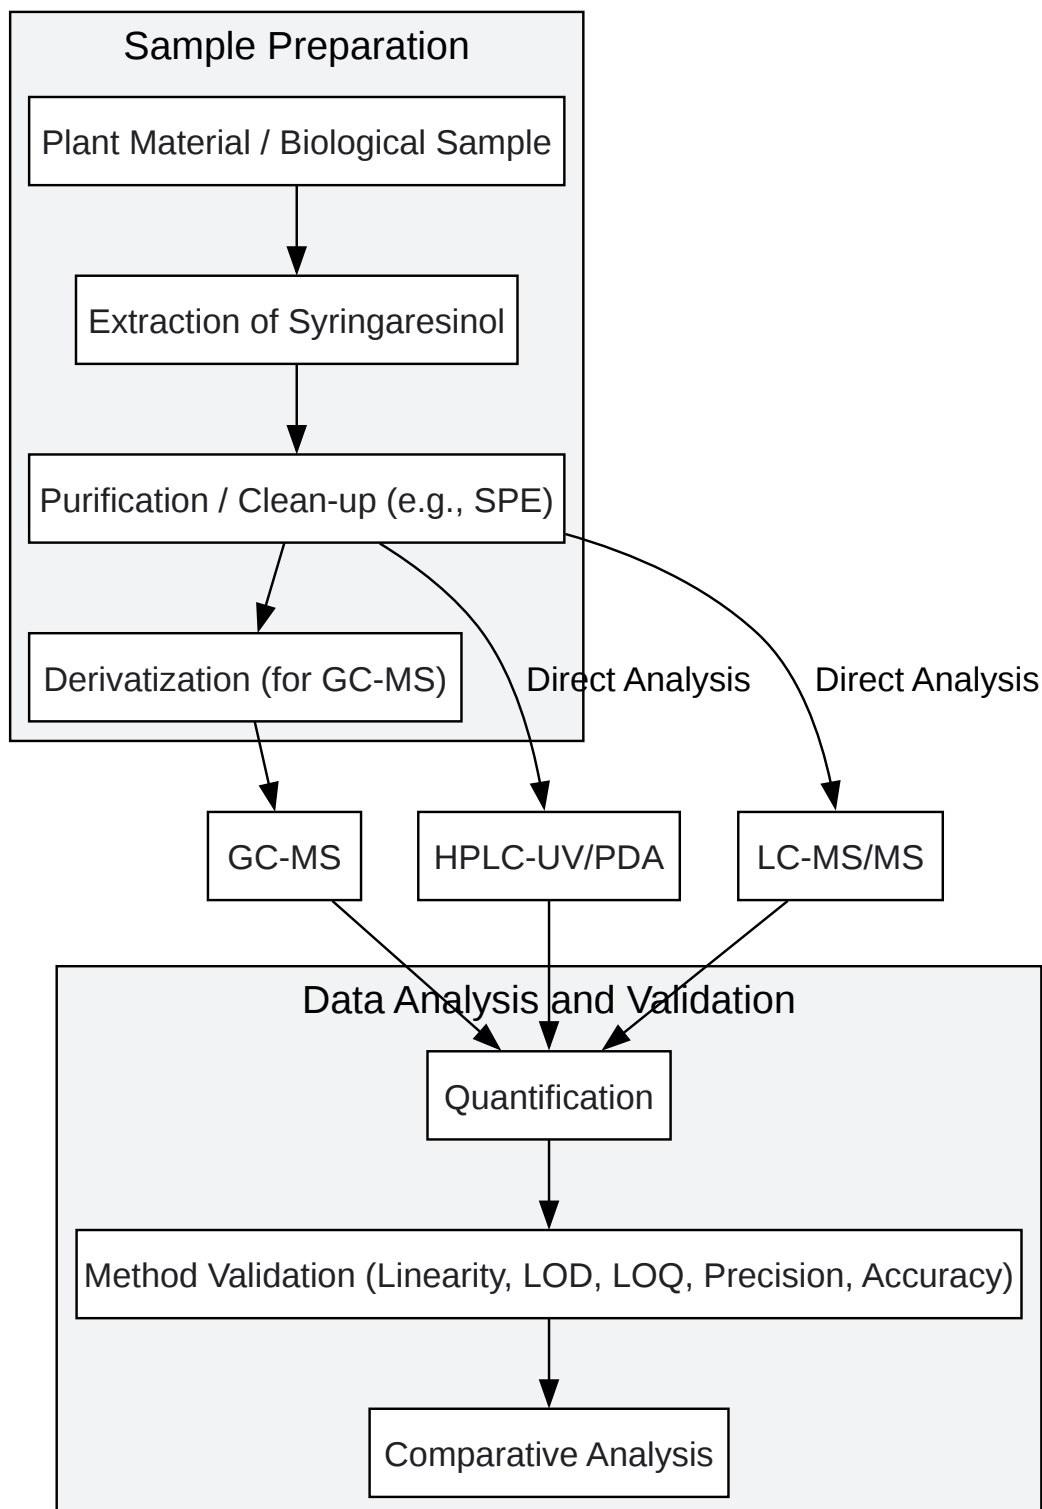 Sample Preparation
Plant Material / Biological Sample
Extraction of Syringaresinol
Purification / Clean-up (e.g., SPE)
Derivatization (for GC-MS)
Direct Analysis
Direct Analysis
GC-MS
HPLC-UV/PDA
LC-MS/MS
Data Analysis and Validation
Quantification
Method Validation (Linearity, LOD, LOQ, Precision, Accuracy)
Comparative Analysis